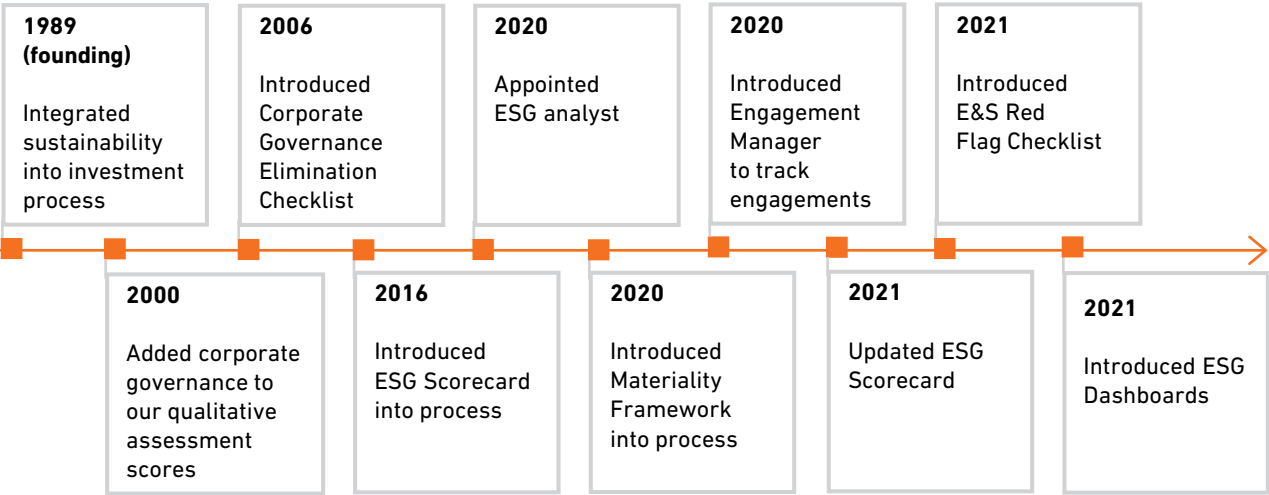 1989
(founding)
Integrated
sustainability
into investment
process
2000
Added corporate
governance to
our qualitative
assessment
scores
2006
Introduced
Corporate
Governance
Elimination
Checklist
2016
Introduced
ESG Scorecard
into process
2020
Appointed
ESG analyst
2020
Introduced
Materiality
Framework
into process
2020
Introduced
Engagement
Manager
to track
engagements
2021
Updated ESG
Scorecard
2021
Introduced
E&S Red
Flag Checklist
2021
Introduced ESG
Dashboards